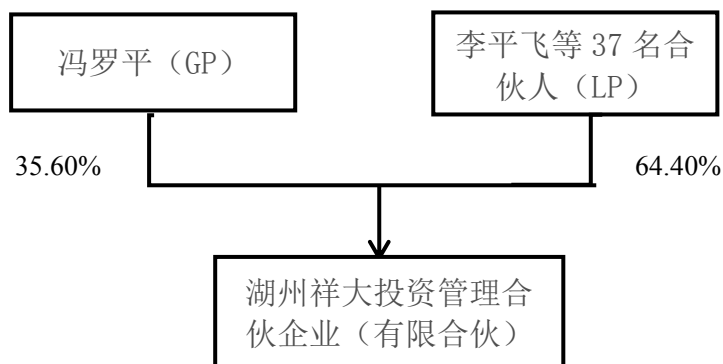 冯罗平（GP）
李平飞等 37 名合
伙人（LP）
35.60%
64.40%
湖州祥大投资管理合
伙企业（有限合伙）